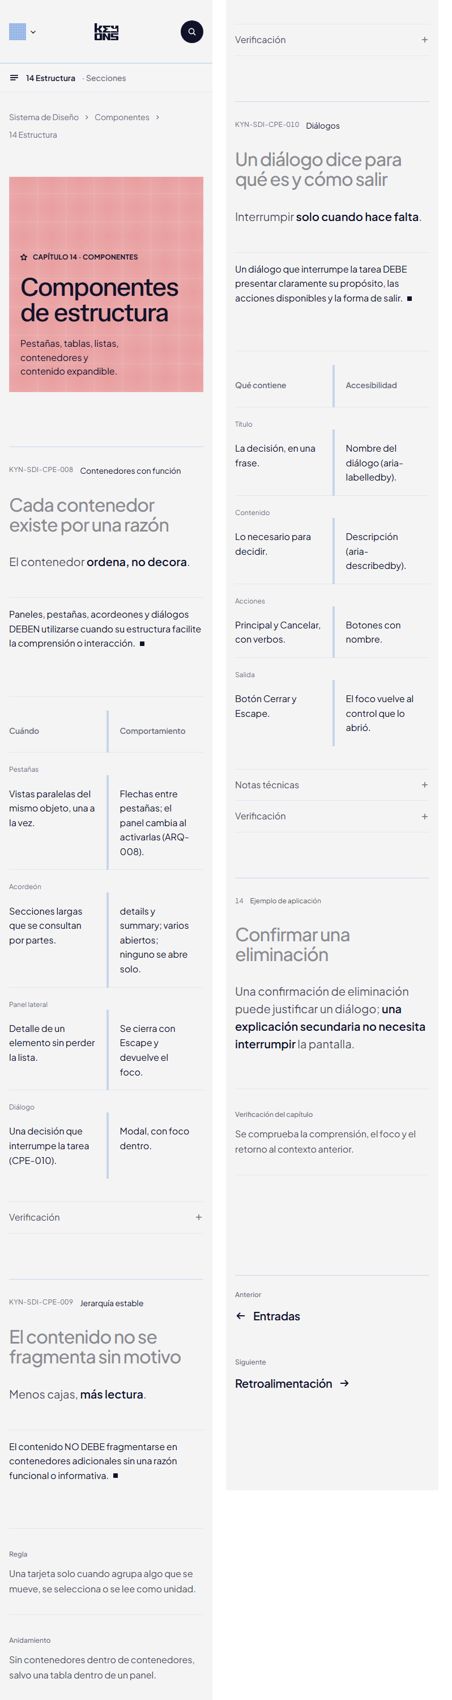 KEY
ONS
14 Estructura · Secciones
Sistema de Diseño > Componentes >
14 Estructura
CAPÍTULO 14 · COMPONENTES
Componentes
de estructura
Pestañas, tablas, listas,
contenedores y
contenido expandible.
KYN-SDI-CPE-008 Contenedores con función
Cada contenedor
existe por una razón
El contenedor ordena, no decora.
Paneles, pestañas, acordeones y diálogos
DEBEN utilizarse cuando su estructura facilite
la comprensión o interacción.
Cuándo
Comportamiento
Pestañas
Vistas paralelas del
mismo objeto, una a
la vez.
Flechas entre
pestañas; el
panel cambia al
activarlas (ARQ-
008).
Acordeón
Secciones largas
que se consultan
por partes.
details y
summary; varios
abiertos;
ninguno se abre
solo.
Panel lateral
Detalle de un
elemento sin perder
la lista.
Se cierra con
Escape y
devuelve el
foco.
Diálogo
Una decisión que
interrumpe la tarea
(CPE-010).
Modal, con foco
dentro.
Verificación +
KYN-SDI-CPE-009 Jerarquía estable
El contenido no se
fragmenta sin motivo
Menos cajas, más lectura.
El contenido NO DEBE fragmentarse en
contenedores adicionales sin una razón
funcional o informativa.
Regla
Una tarjeta solo cuando agrupa algo que se
mueve, se selecciona o se lee como unidad.
Anidamiento
Sin contenedores dentro de contenedores,
salvo una tabla dentro de un panel.
Verificación +
KYN-SDI-CPE-010 Diálogos
Un diálogo dice para
qué es y cómo salir
Interrumpir solo cuando hace falta.
Un diálogo que interrumpe la tarea DEBE
presentar claramente su propósito, las
acciones disponibles y la forma de salir.
Qué contiene
Accesibilidad
Título
La decisión, en una
frase.
Nombre del
diálogo (aria-
labelledby).
Contenido
Lo necesario para
decidir.
Descripción
(aria-
describedby).
Acciones
Principal y Cancelar,
con verbos.
Botones con
nombre.
Salida
Botón Cerrar y
Escape.
El foco vuelve al
control que lo
abrió.
Notas técnicas +
Verificación +
14 Ejemplo de aplicación
Confirmar una
eliminación
Una confirmación de eliminación
puede justificar un diálogo; una
explicación secundaria no necesita
interrumpir la pantalla.
Verificación del capítulo
Se comprueba la comprensión, el foco y el
retorno al contexto anterior.
Anterior
← Entradas
Siguiente
Retroalimentación →